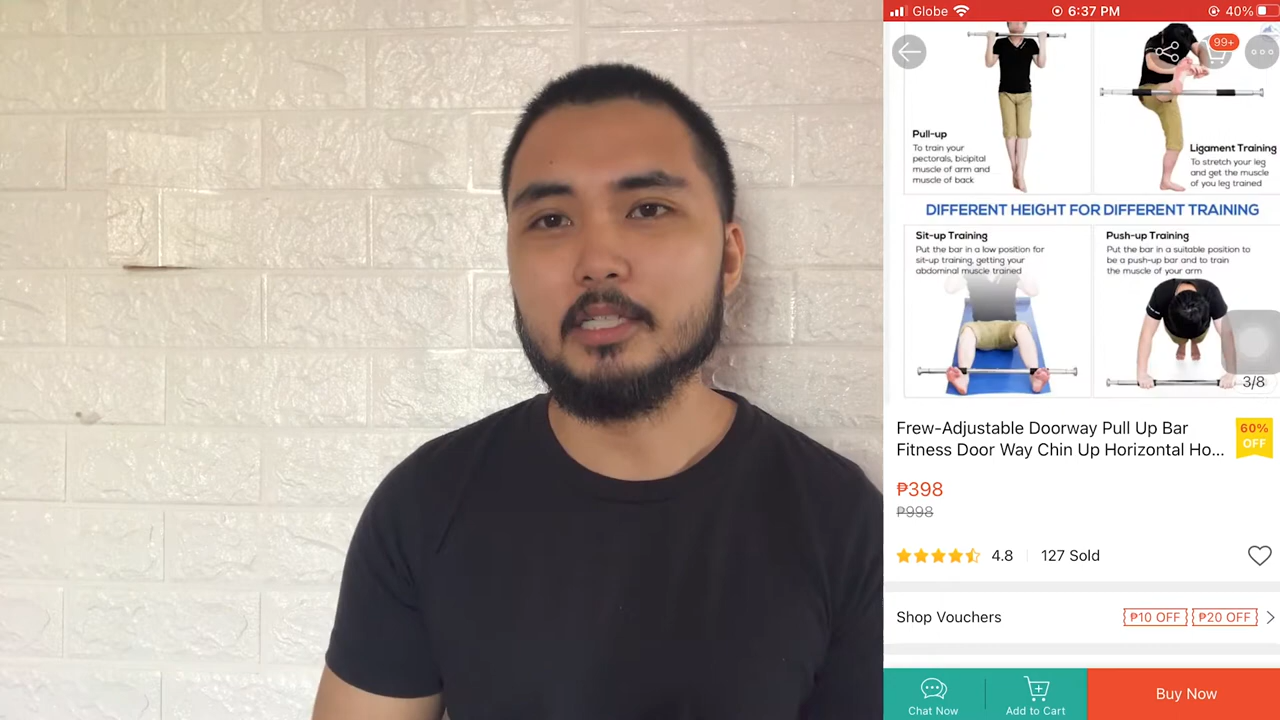 Globe
6:37 PM
40%
99+
Pull-up
To train your
pectorals, bicipital
muscle of arm and
muscle of back
Ligament Training
To stretch your leg
and get the muscle
of you leg trained
DIFFERENT HEIGHT FOR DIFFERENT TRAINING
Sit-up Training
Put the bar in a low position for
sit-up training, getting your
abdominal muscle trained
Push-up Training
Put the bar in a suitable position to
be a push-up bar and to train
the muscle of your arm
3/8
Frew-Adjustable Doorway Pull Up Bar
Fitness Door Way Chin Up Horizontal Ho...
60%
OFF
₱398
₱998
4.8
127 Sold
Shop Vouchers
₱10 OFF
₱20 OFF
Chat Now
Add to Cart
Buy Now